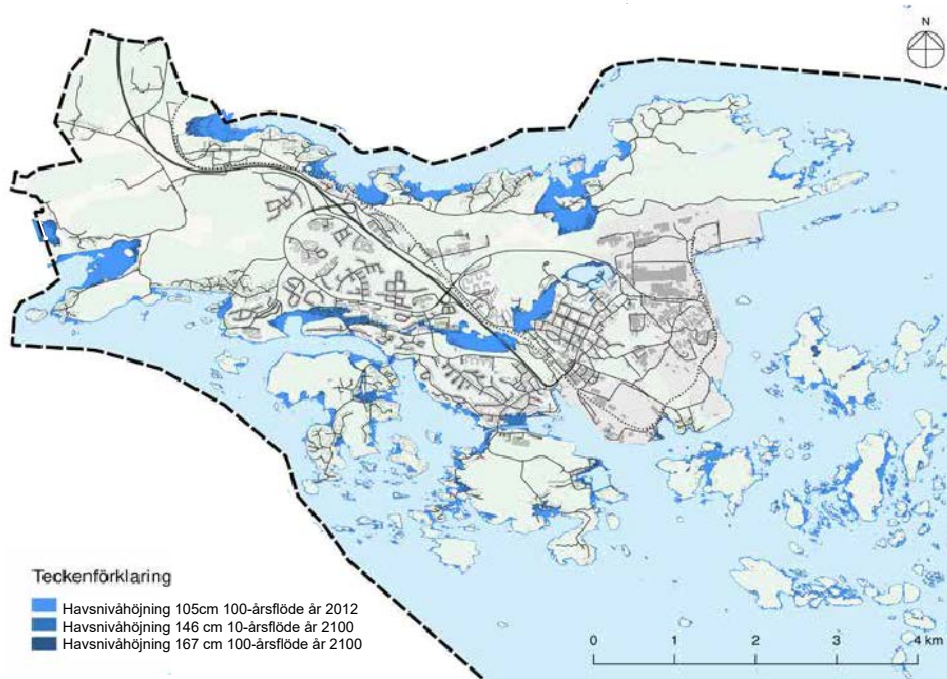 N
Teckenförklaring
Havsnivåhöjning 105cm 100-årsflöde år 2012
Havsnivåhöjning 146 cm 10-årsflöde år 2100
Havsnivåhöjning 167 cm 100-årsflöde år 2100
0 1 2 3 4 km